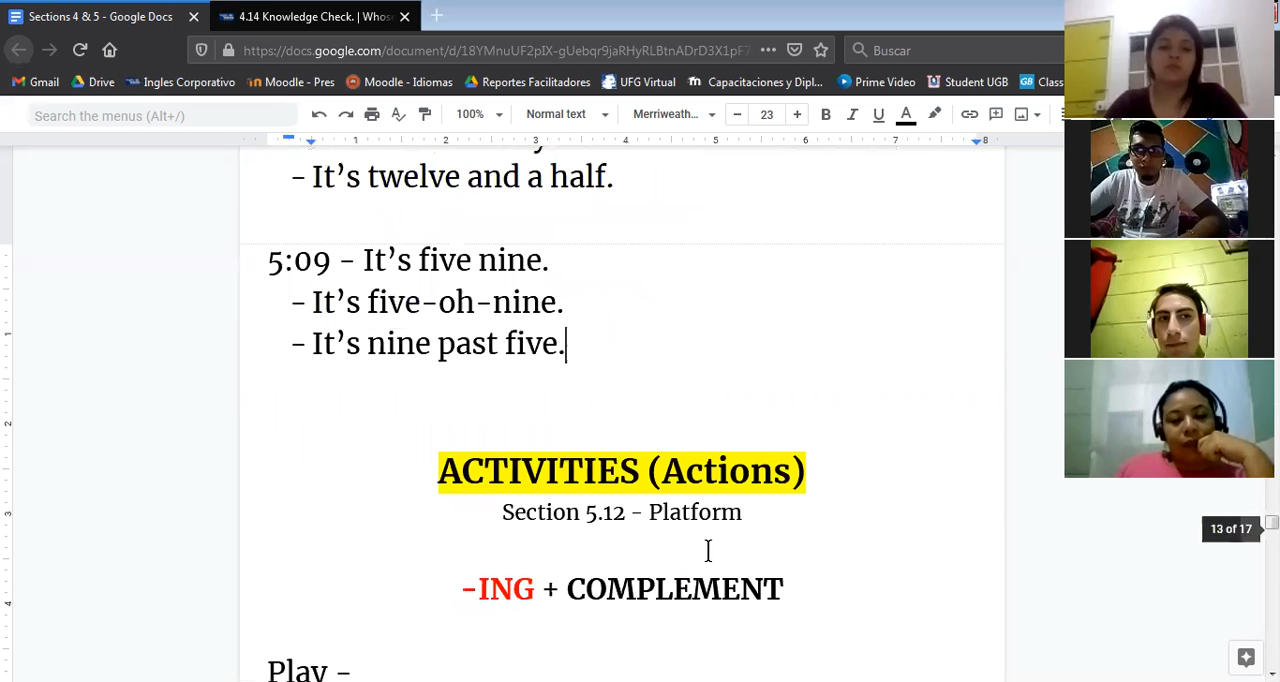 Sections 4 & 5 - Google Docs
4.14 Knowledge Check. | Whos
https://docs.google.com/document/d/18YMnuUF2pIX-gUebqr9jaRHyRLBtnADrD3X1pF7
Buscar
Gmail
Drive
Ingles Corporativo
Moodle - Pres
Moodle - Idiomas
Reportes Facilitadores
UFG Virtual
Capacitaciones y Dipl...
Prime Video
Student UGB
Class
Search the menus (Alt+/)
100%
Normal text
Merriweath...
23
- It's twelve and a half.
5:09 - It's five nine.
- It's five-oh-nine.
- It's nine past five.
ACTIVITIES (Actions)
Section 5.12 - Platform
-ING + COMPLEMENT
Play -
13 of 17